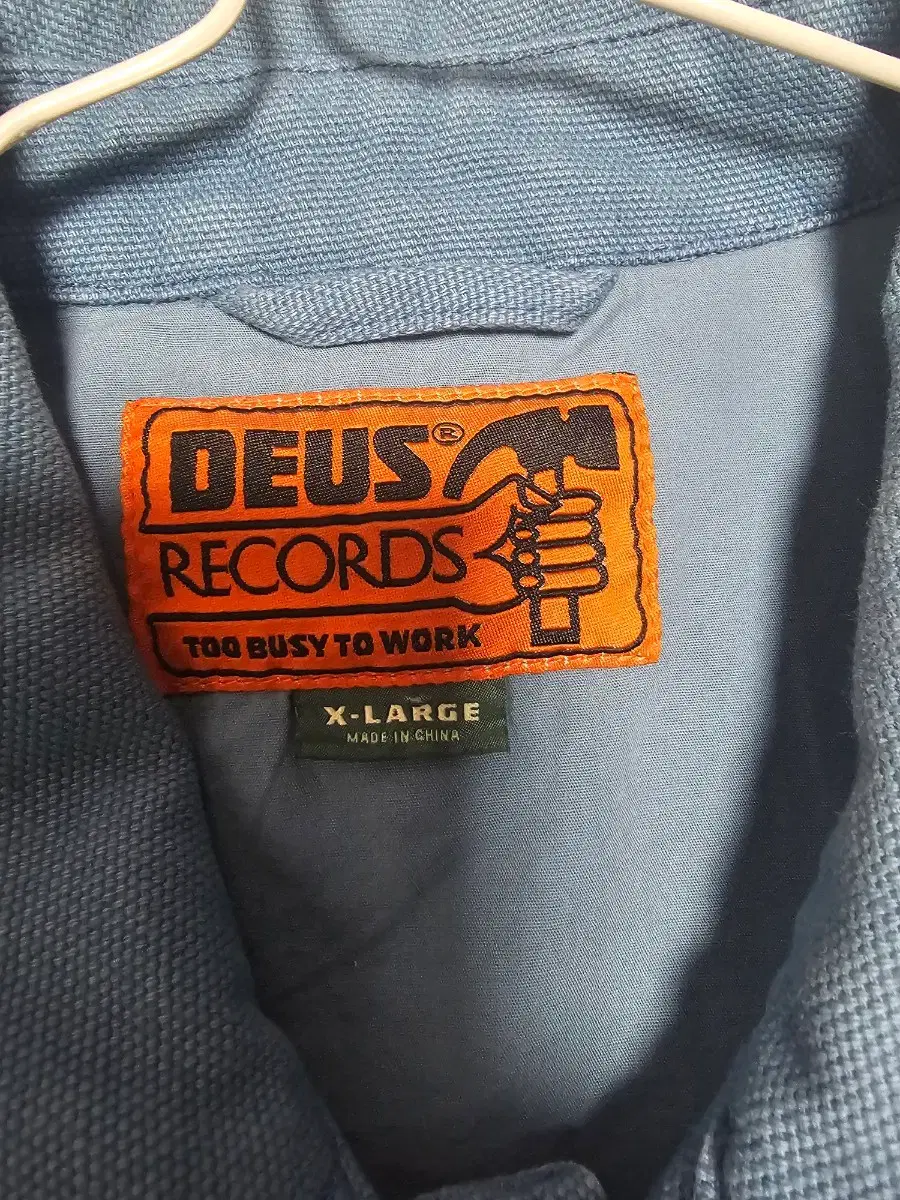 DEUS®
RECORDS
TOO BUSY TO WORK
X-LARGE
MADE IN CHINA